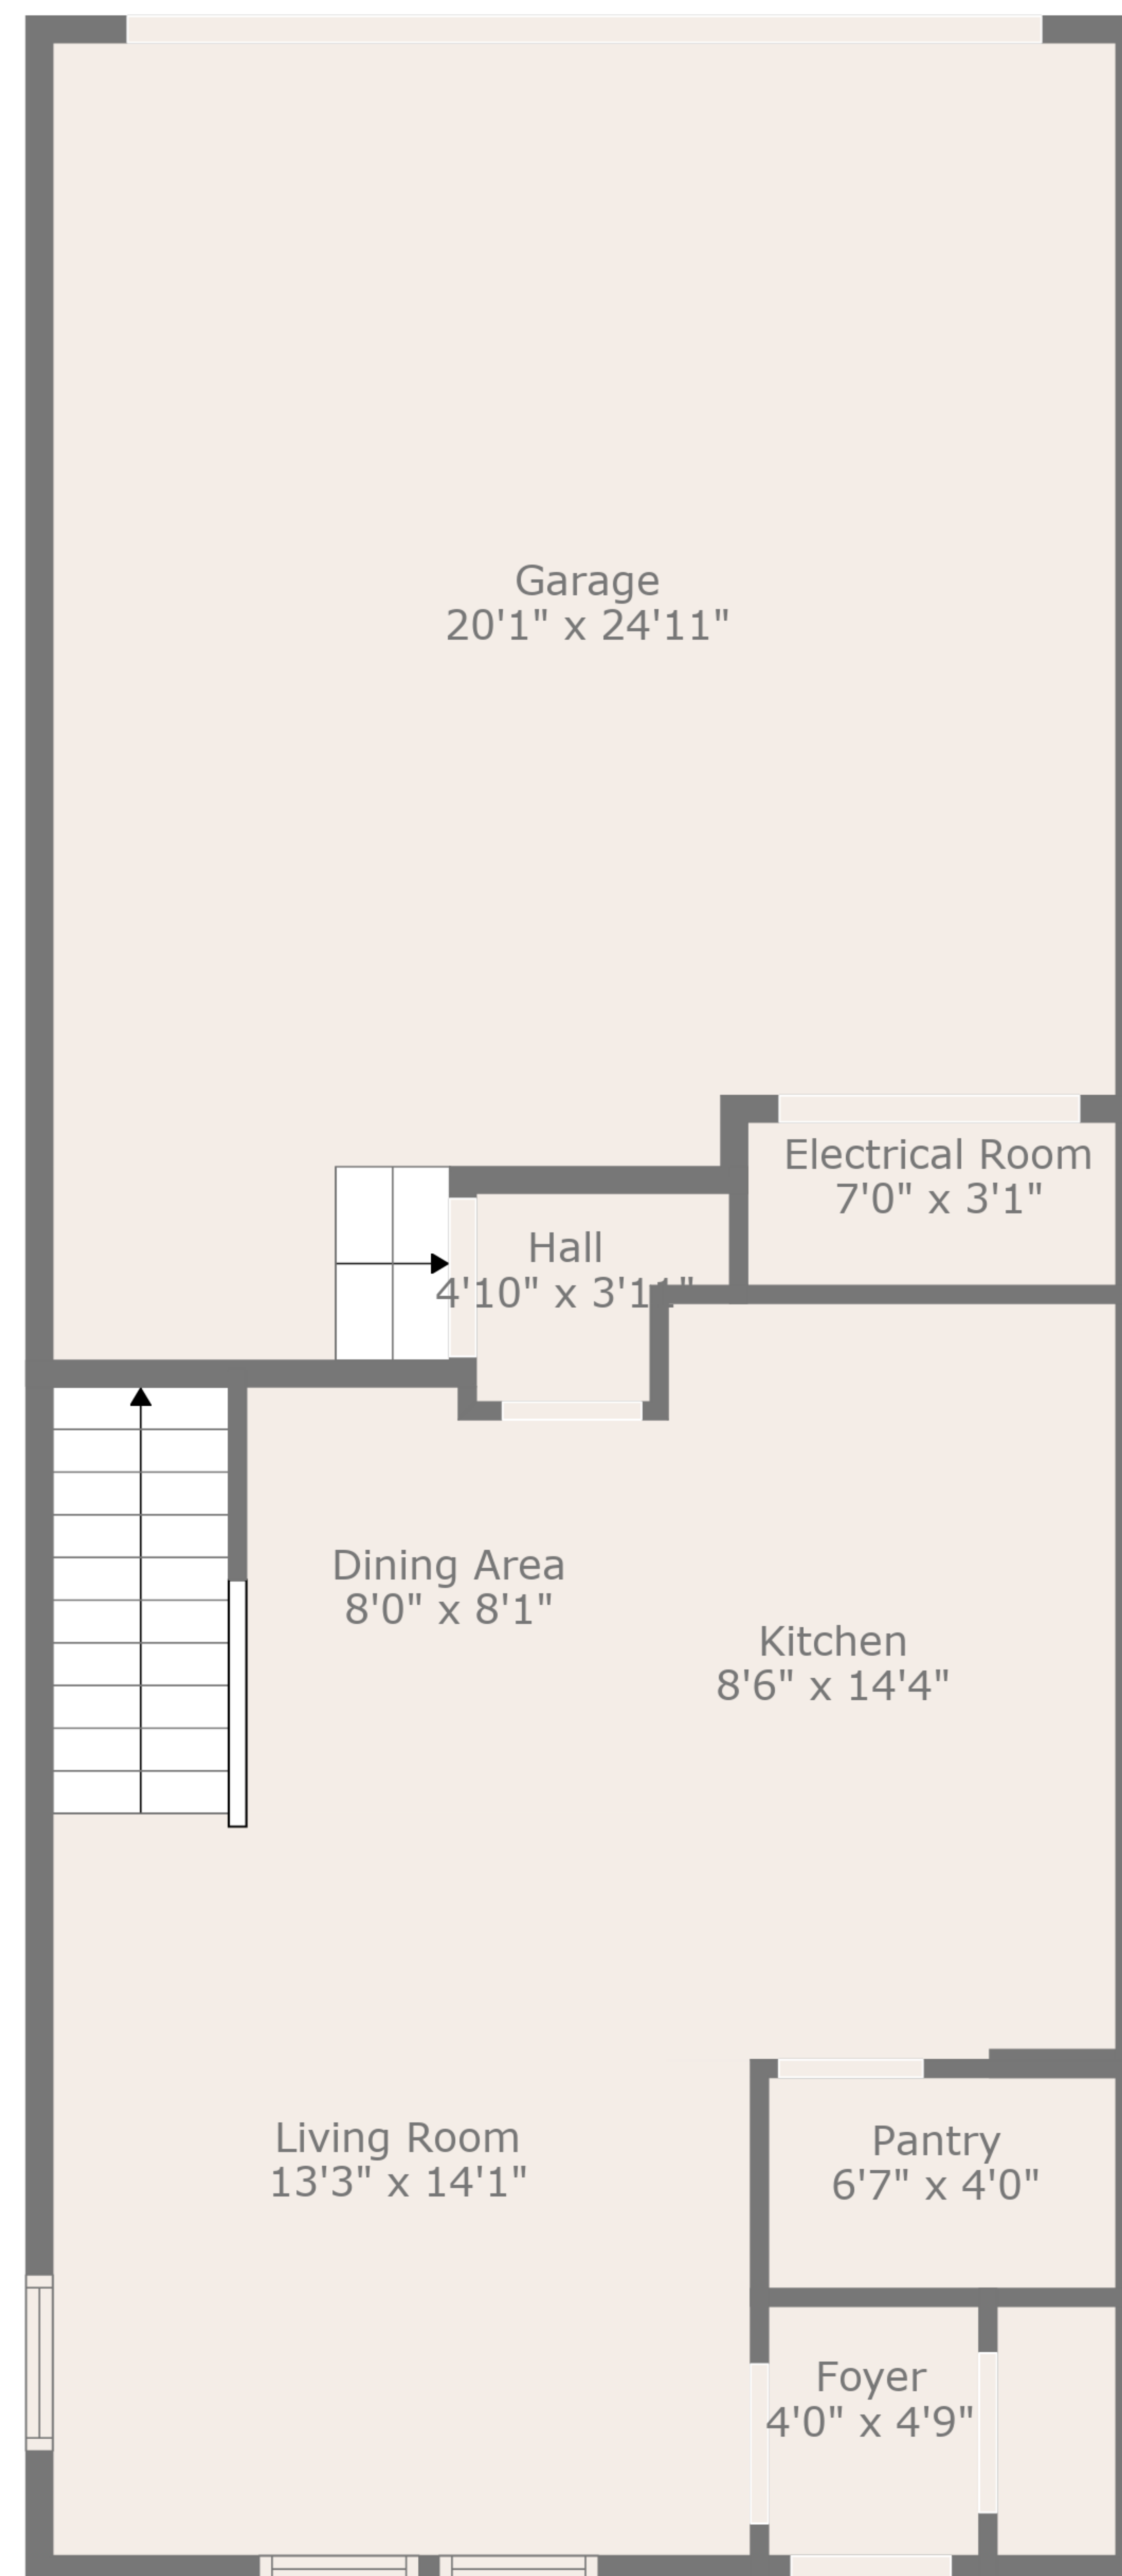 Garage
20'1" x 24'11"
Electrical Room
7'0" x 3'1"
Hall
4'10" x 3'11"
Dining Area
8'0" x 8'1"
Kitchen
8'6" x 14'4"
Living Room
13'3" x 14'1"
Pantry
6'7" x 4'0"
Foyer
4'0" x 4'9"